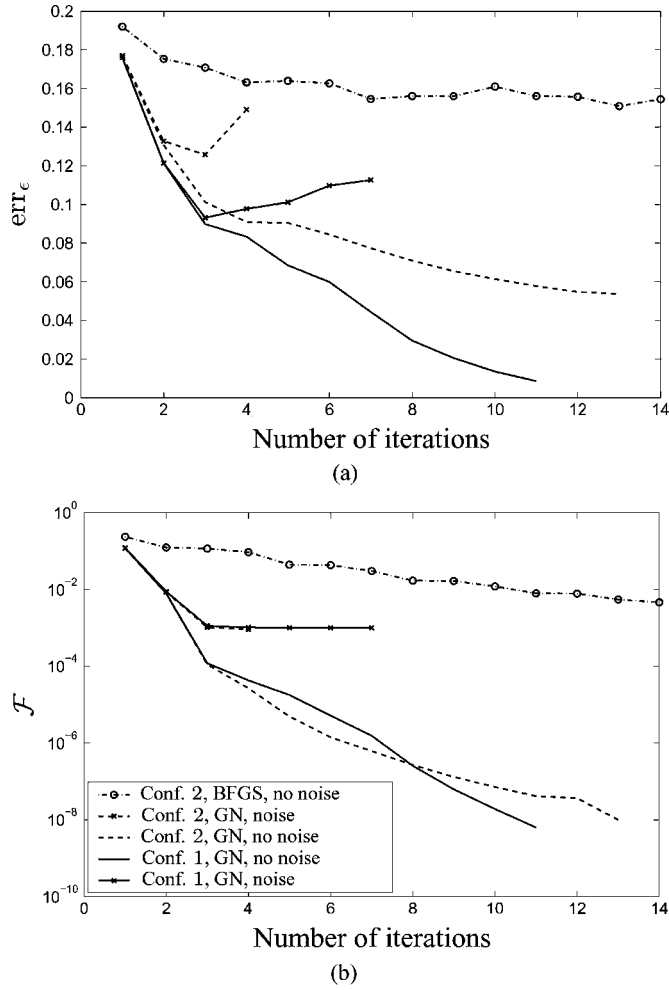 0.2
0.18
0.16
0.14
0.12
0.1
0.08
0.06
0.04
0.02
0
errϵ
0 2 4 6 8 10 12 14
Number of iterations
(a)
10^0
10^-2
10^-4
10^-6
10^-8
10^-10
ℱ
Conf. 2, BFGS, no noise
Conf. 2, GN, noise
Conf. 2, GN, no noise
Conf. 1, GN, no noise
Conf. 1, GN, noise
0 2 4 6 8 10 12 14
Number of iterations
(b)